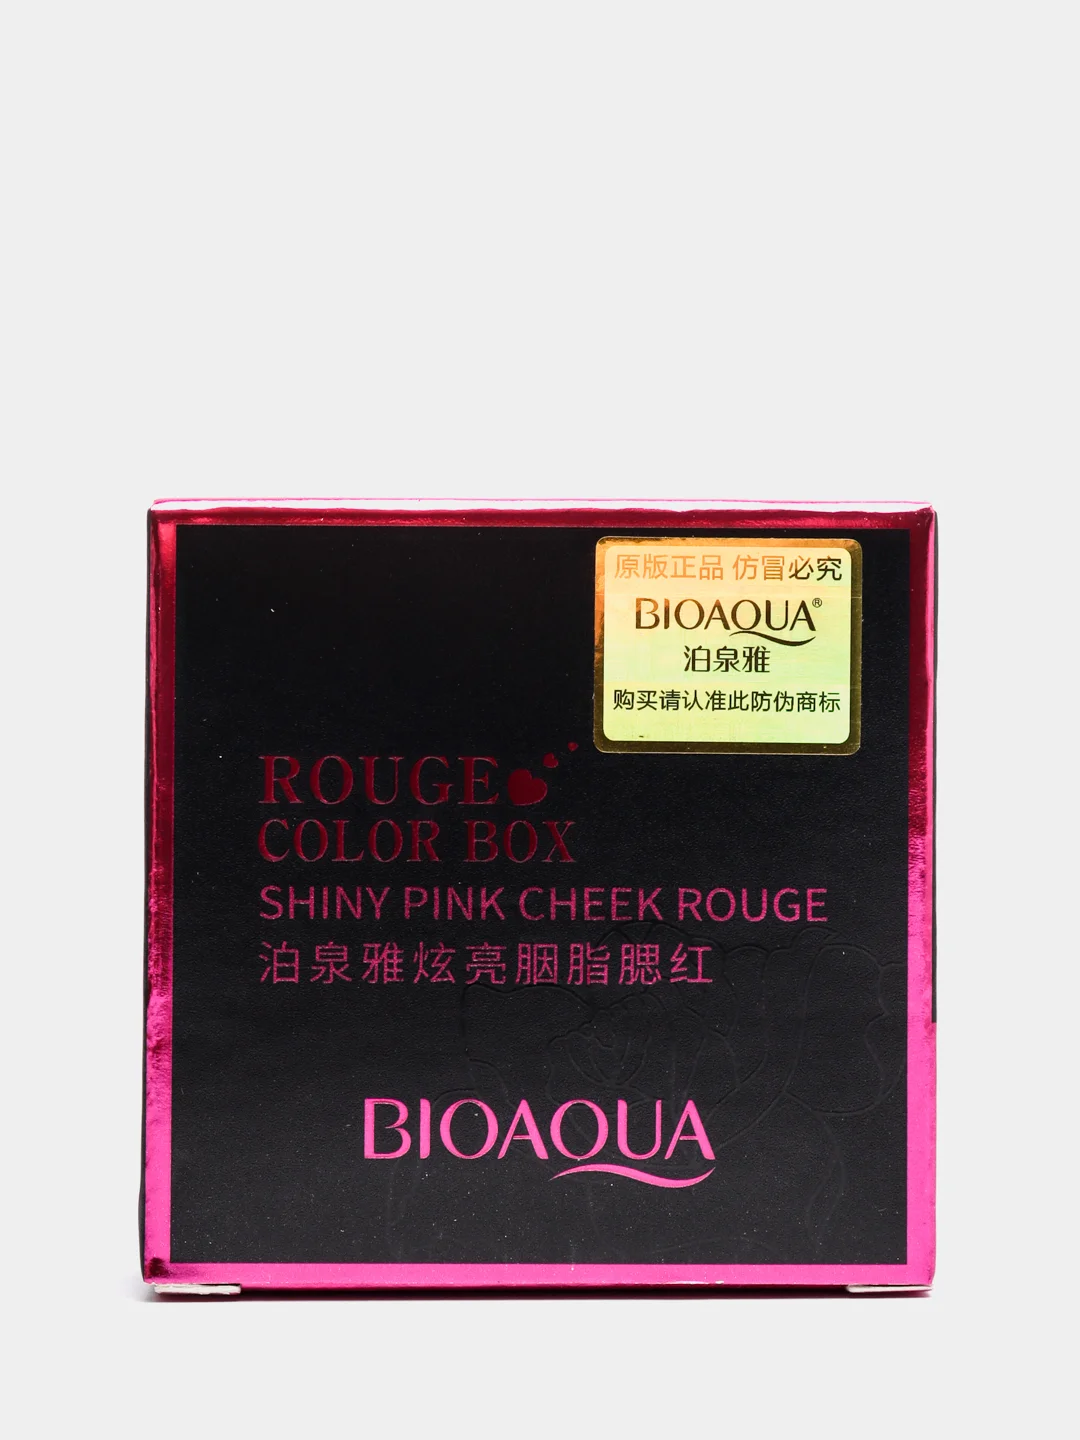 原版正品 仿冒必究
BIOAQUA®
泊泉雅
购买请认准此防伪商标
ROUGE
COLOR BOX
SHINY PINK CHEEK ROUGE
泊泉雅炫亮胭脂腮红
BIOAQUA